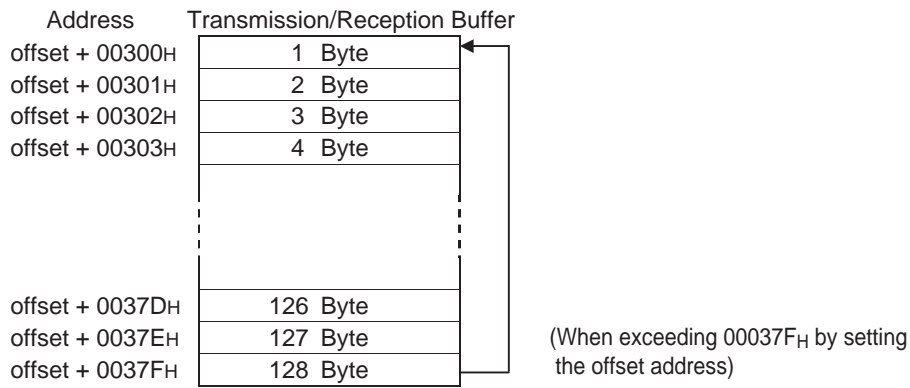 Address Transmission/Reception Buffer
offset + 00300H 1 Byte
offset + 00301H 2 Byte
offset + 00302H 3 Byte
offset + 00303H 4 Byte
offset + 0037DH 126 Byte
offset + 0037EH 127 Byte
offset + 0037FH 128 Byte
(When exceeding 00037FH by setting
the offset address)